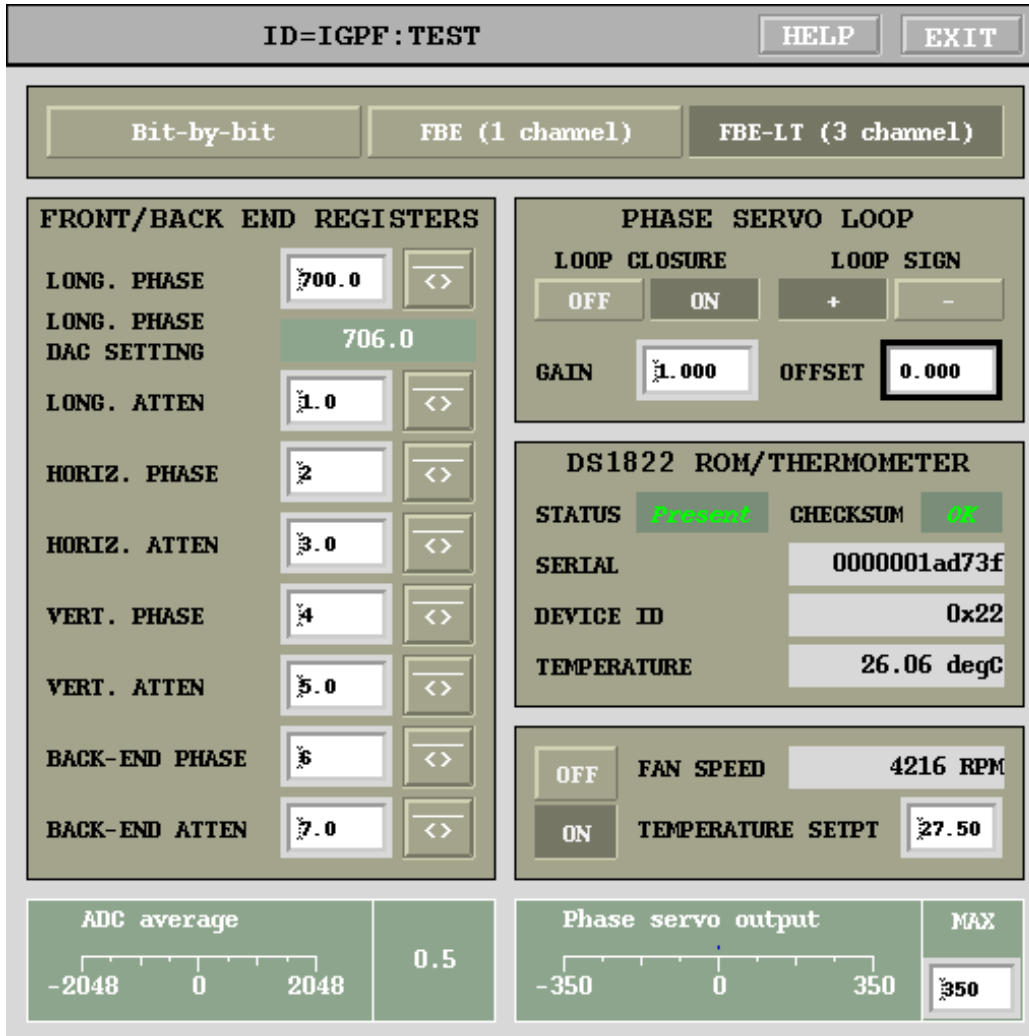 ID=IGPF:TEST
HELP
EXIT
Bit-by-bit
FBE (1 channel)
FBE-LT (3 channel)
FRONT/BACK END REGISTERS
LONG. PHASE
700.0
<>
LONG. PHASE
DAC SETTING
706.0
LONG. ATTEN
1.0
<>
HORIZ. PHASE
2
<>
HORIZ. ATTEN
3.0
<>
VERT. PHASE
4
<>
VERT. ATTEN
5.0
<>
BACK-END PHASE
6
<>
BACK-END ATTEN
7.0
<>
PHASE SERVO LOOP
LOOP CLOSURE
LOOP SIGN
OFF
ON
+
-
GAIN
1.000
OFFSET
0.000
DS1822 ROM/THERMOMETER
STATUS
Present
CHECKSUM
OK
SERIAL
0000001ad73f
DEVICE ID
0x22
TEMPERATURE
26.06 degC
OFF
FAN SPEED
4216 RPM
ON
TEMPERATURE SETPT
27.50
ADC average
-2048
0
2048
0.5
Phase servo output
-350
0
350
MAX
350